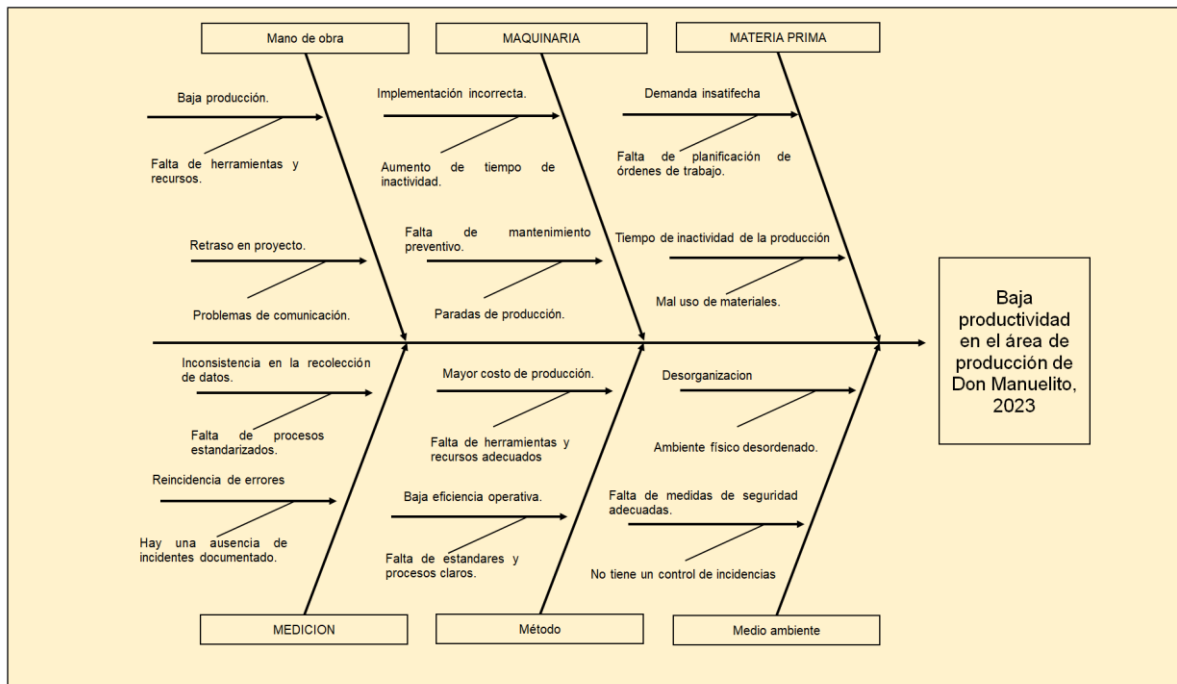 Mano de obra
MAQUINARIA
MATERIA PRIMA
Baja producción.
Falta de herramientas y
recursos.
Retraso en proyecto.
Problemas de comunicación.
Implementación incorrecta.
Aumento de tiempo de
inactividad.
Falta de mantenimiento
preventivo.
Paradas de producción.
Demanda insatifecha
Falta de planificación de
órdenes de trabajo.
Tiempo de inactividad de la producción
Mal uso de materiales.
Baja
productividad
en el área de
producción de
Don Manuelito,
2023
Inconsistencia en la recolección
de datos.
Falta de procesos
estandarizados.
Reincidencia de errores
Hay una ausencia de
incidentes documentado.
Mayor costo de producción.
Falta de herramientas y
recursos adecuados
Baja eficiencia operativa.
Falta de estandares y
procesos claros.
Desorganizacion
Ambiente físico desordenado.
Falta de medidas de seguridad
adecuadas.
No tiene un control de incidencias
MEDICION
Método
Medio ambiente